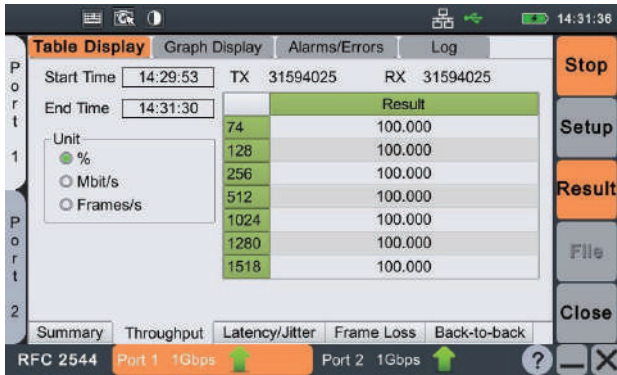 14:31:36
Table Display Graph Display Alarms/Errors Log
Port 1
Port 2
Start Time 14:29:53 TX 31594025 RX 31594025
End Time 14:31:30
Unit
%
Mbit/s
Frames/s
Result
74 100.000
128 100.000
256 100.000
512 100.000
1024 100.000
1280 100.000
1518 100.000
Summary Throughput Latency/Jitter Frame Loss Back-to-back
Stop
Setup
Result
File
Close
RFC 2544 Port 1 1Gbps Port 2 1Gbps ?